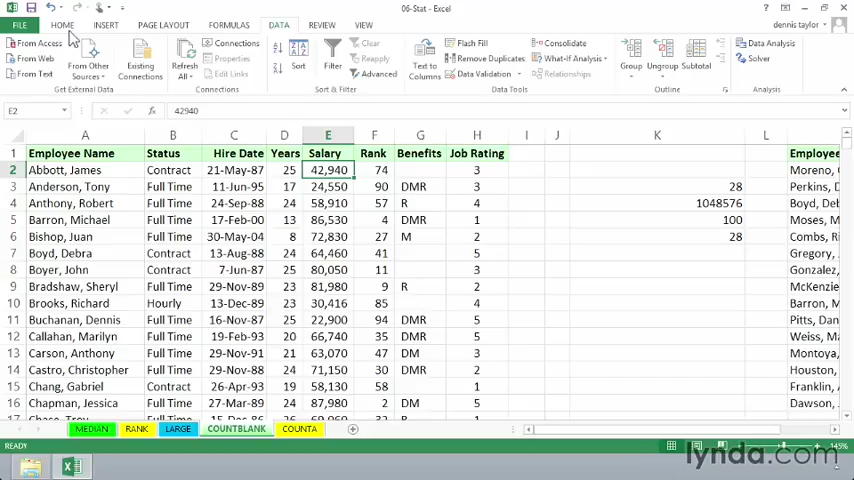 06-Stat - Excel
FILE HOME INSERT PAGE LAYOUT FORMULAS DATA REVIEW VIEW dennis taylor
From Access
From Web
From Text
From Other Sources
Existing Connections
Get External Data
Refresh All
Connections
Properties
Edit Links
Connections
Sort
Filter
Clear
Reapply
Advanced
Sort & Filter
Text to Columns
Flash Fill
Remove Duplicates
Data Validation
Consolidate
What-If Analysis
Relationships
Data Tools
Group
Ungroup
Subtotal
Outline
Data Analysis
Solver
Analysis
E2 42940
A B C D E F G H I J K L
1 Employee Name Status Hire Date Years Salary Rank Benefits Job Rating Employee
2 Abbott, James Contract 21-May-87 25 42,940 74 3 Moreno,
3 Anderson, Tony Full Time 11-Jun-95 17 24,550 90 DMR 3 28 Perkins,
4 Anthony, Robert Full Time 24-Sep-88 24 58,910 57 R 4 1048576 Boyd, De
5 Barron, Michael Full Time 17-Feb-00 13 86,530 4 DMR 1 100 Moses, M
6 Bishop, Juan Full Time 30-May-04 8 72,830 27 M 2 28 Combs, Ri
7 Boyd, Debra Contract 13-Aug-88 24 64,460 41 5 Gregory,
8 Boyer, John Contract 7-Jun-87 25 80,050 11 3 Gonzalez,
9 Bradshaw, Sheryl Full Time 29-Nov-89 23 81,980 9 R 2 McKenzie
10 Brooks, Richard Hourly 13-Dec-89 23 30,416 85 4 Barron, M
11 Buchanan, Dennis Full Time 16-Nov-87 25 22,900 94 DMR 5 Pitts, Da
12 Callahan, Marilyn Full Time 19-Feb-93 20 66,740 35 DMR 5 Weiss, Ma
13 Carson, Anthony Full Time 29-Nov-91 21 63,070 47 DM 3 Montoya,
14 Castro, Christopher Full Time 24-Oct-89 23 71,150 30 DMR 2 Houston,
15 Chang, Gabriel Contract 26-Apr-93 19 58,130 58 1 Franklin, A
16 Chapman, Jessica Full Time 27-Mar-89 24 87,980 2 DM 5 Dawson,
MEDIAN RANK LARGE COUNTBLANK COUNTA
READY 145%
lynda.com